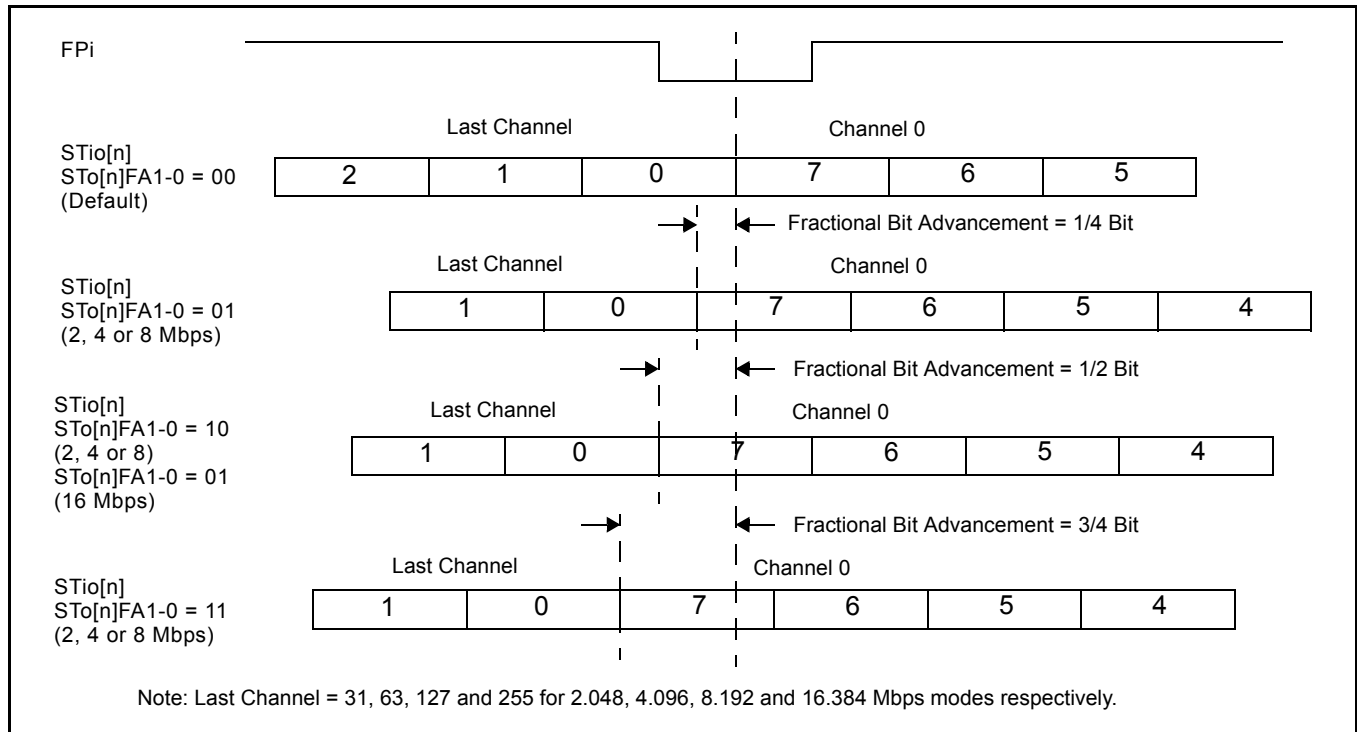 FPi
Last Channel
Channel 0
STio[n]
STo[n]FA1-0 = 00
(Default)
2
1
0
7
6
5
Fractional Bit Advancement = 1/4 Bit
Last Channel
Channel 0
STio[n]
STo[n]FA1-0 = 01
(2, 4 or 8 Mbps)
1
0
7
6
5
4
Fractional Bit Advancement = 1/2 Bit
Last Channel
Channel 0
STio[n]
STo[n]FA1-0 = 10
(2, 4 or 8)
STo[n]FA1-0 = 01
(16 Mbps)
1
0
7
6
5
4
Fractional Bit Advancement = 3/4 Bit
Last Channel
Channel 0
STio[n]
STo[n]FA1-0 = 11
(2, 4 or 8 Mbps)
1
0
7
6
5
4
Note: Last Channel = 31, 63, 127 and 255 for 2.048, 4.096, 8.192 and 16.384 Mbps modes respectively.